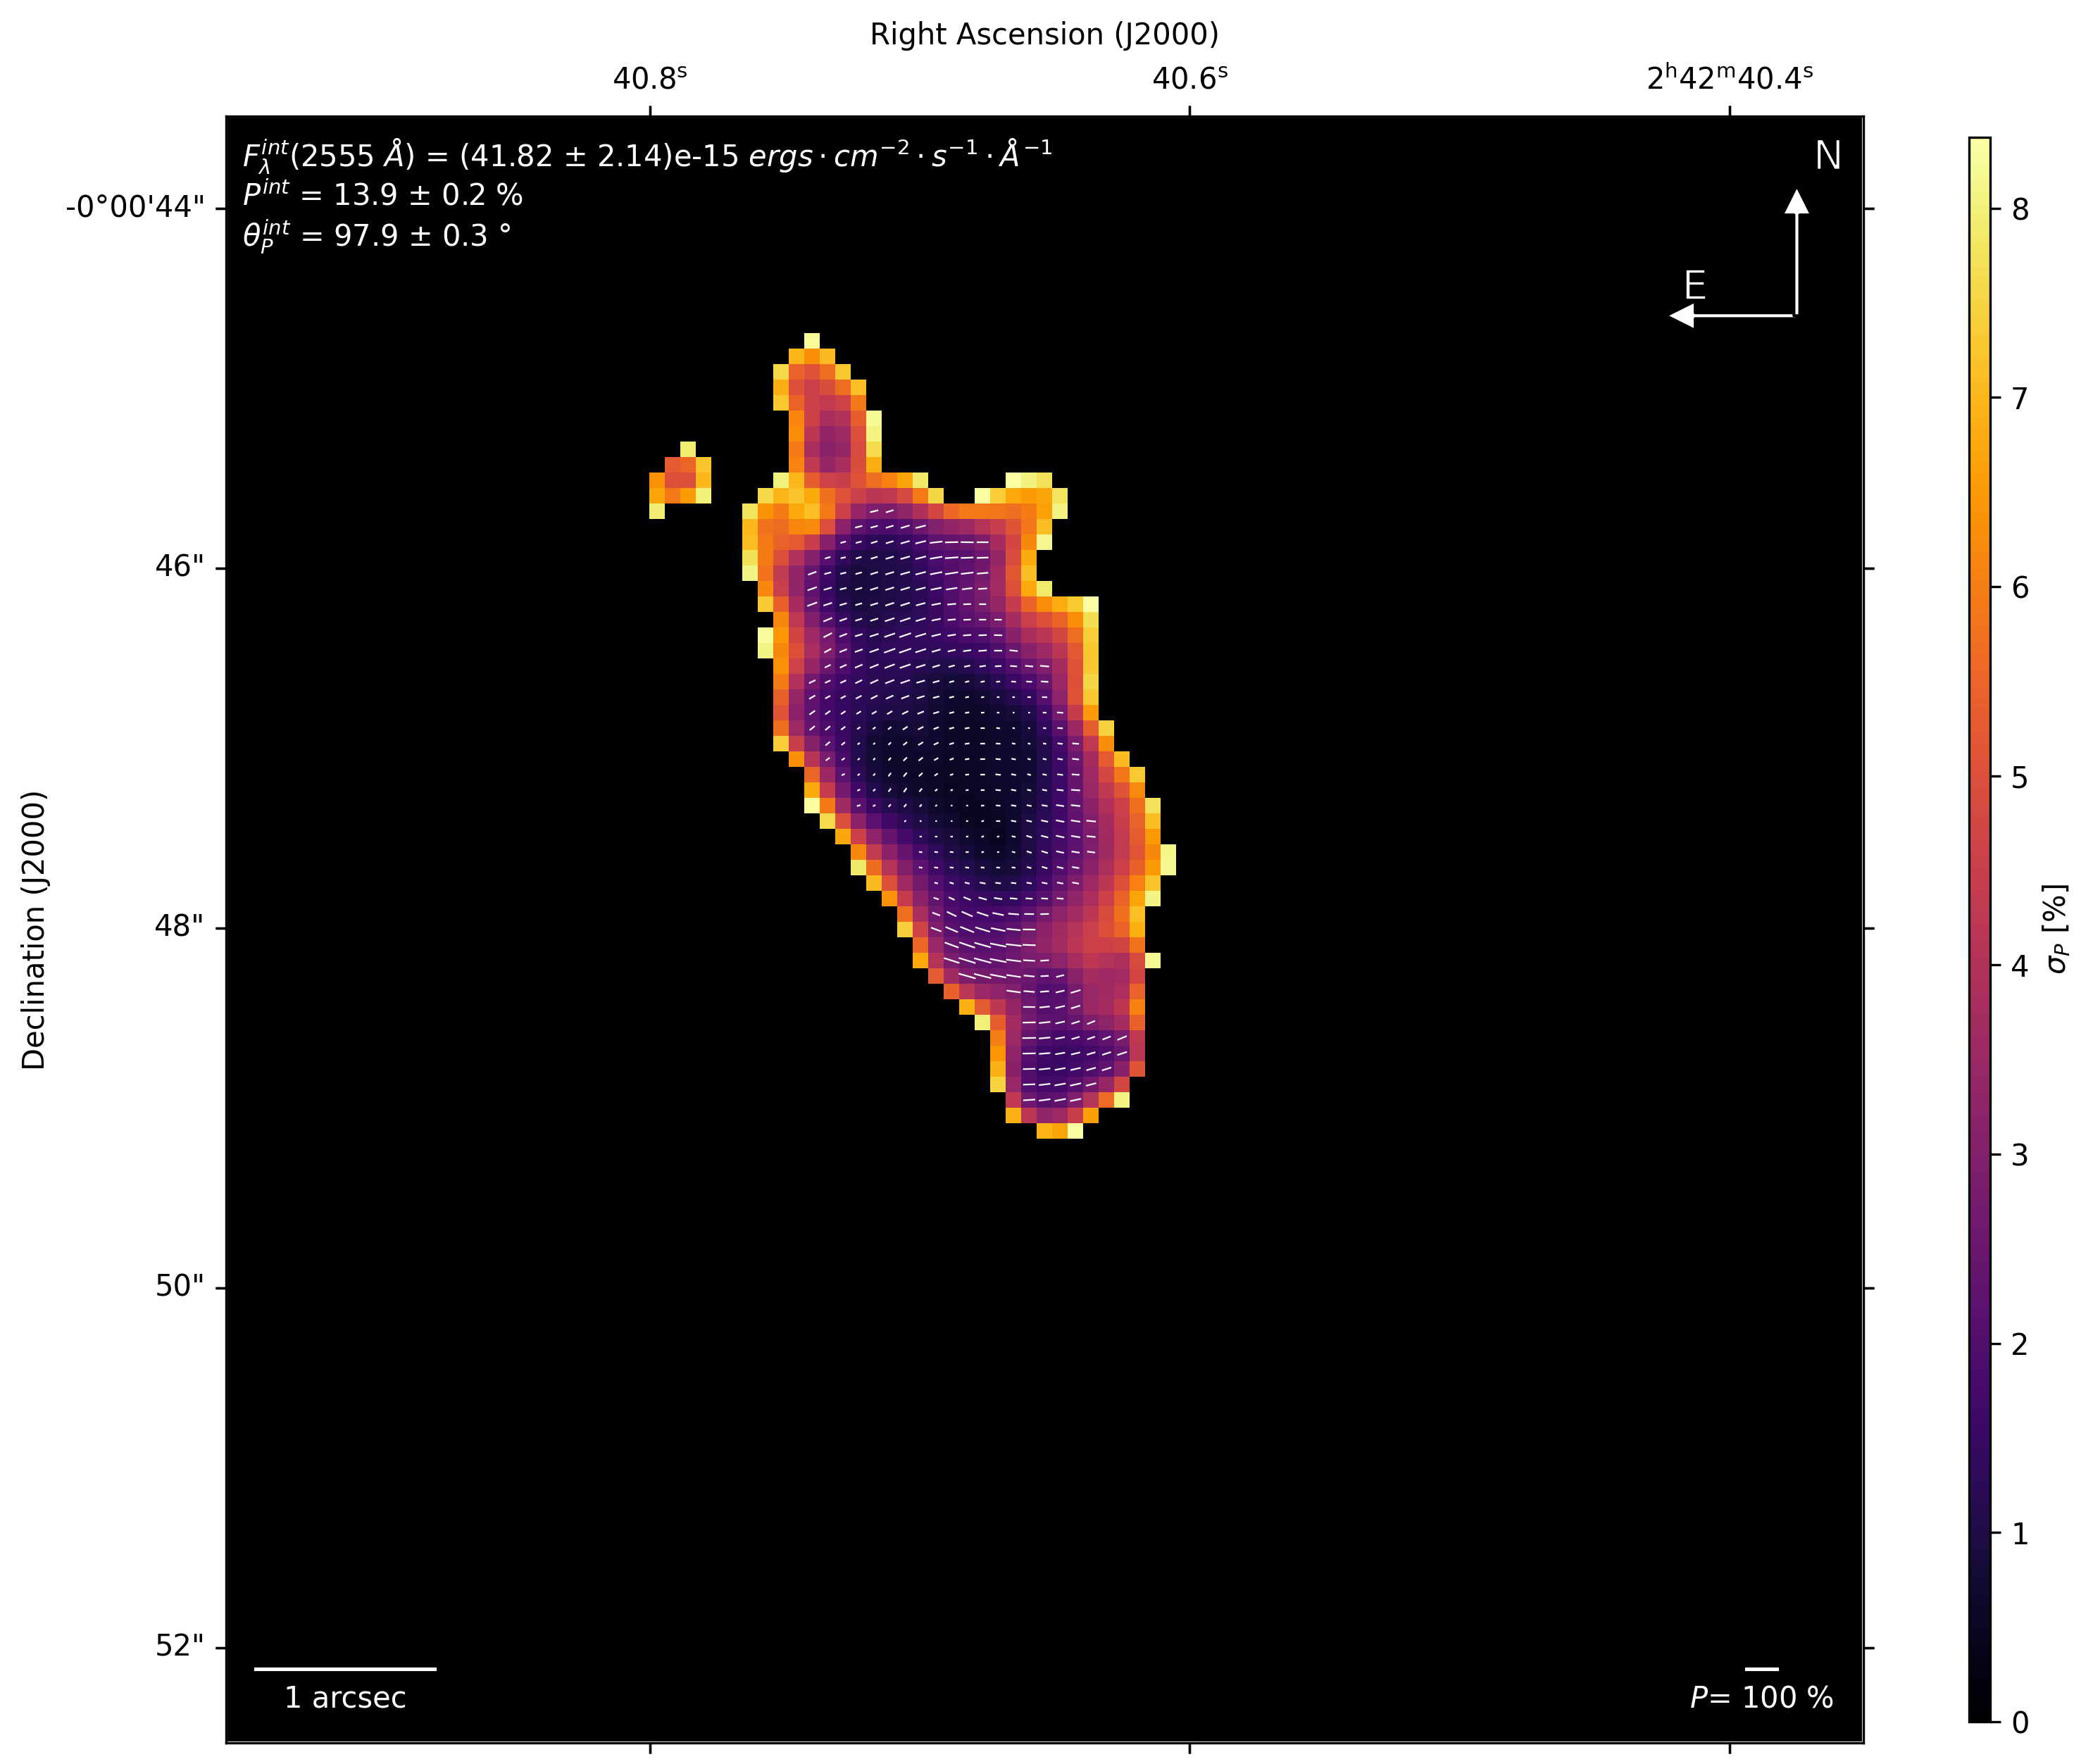 Right Ascension (J2000)
40.8ˢ 40.6ˢ 2ʰ42ᵐ40.4ˢ
F_λ^int(2555 Å) = (41.82 ± 2.14)e-15 ergs · cm⁻² · s⁻¹ · Å⁻¹
P^int = 13.9 ± 0.2 %
θ_P^int = 97.9 ± 0.3 °
N
E
-0°00'44"
46"
48"
50"
52"
Declination (J2000)
1 arcsec
P= 100 %
8
7
6
5
4
3
2
1
0
σ_P [%]